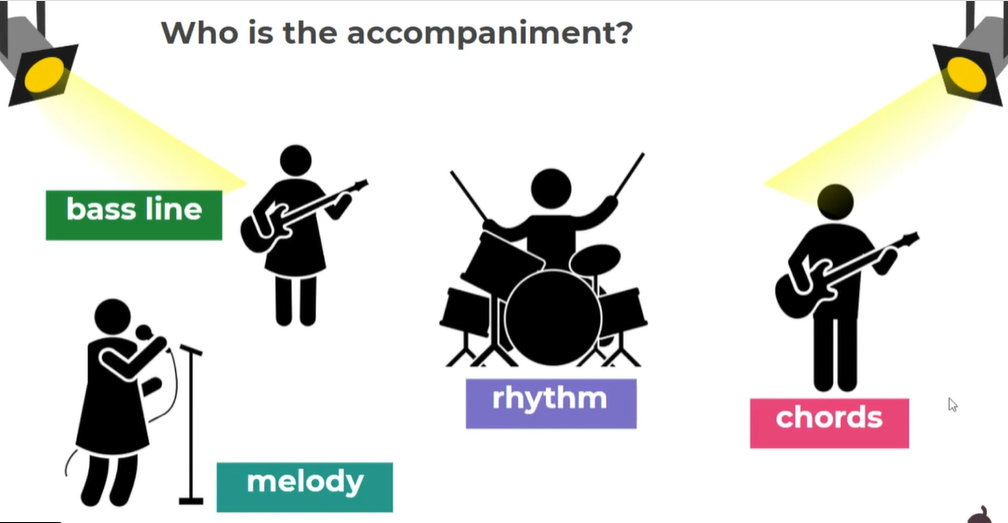 Who is the accompaniment?
bass line
rhythm
chords
melody